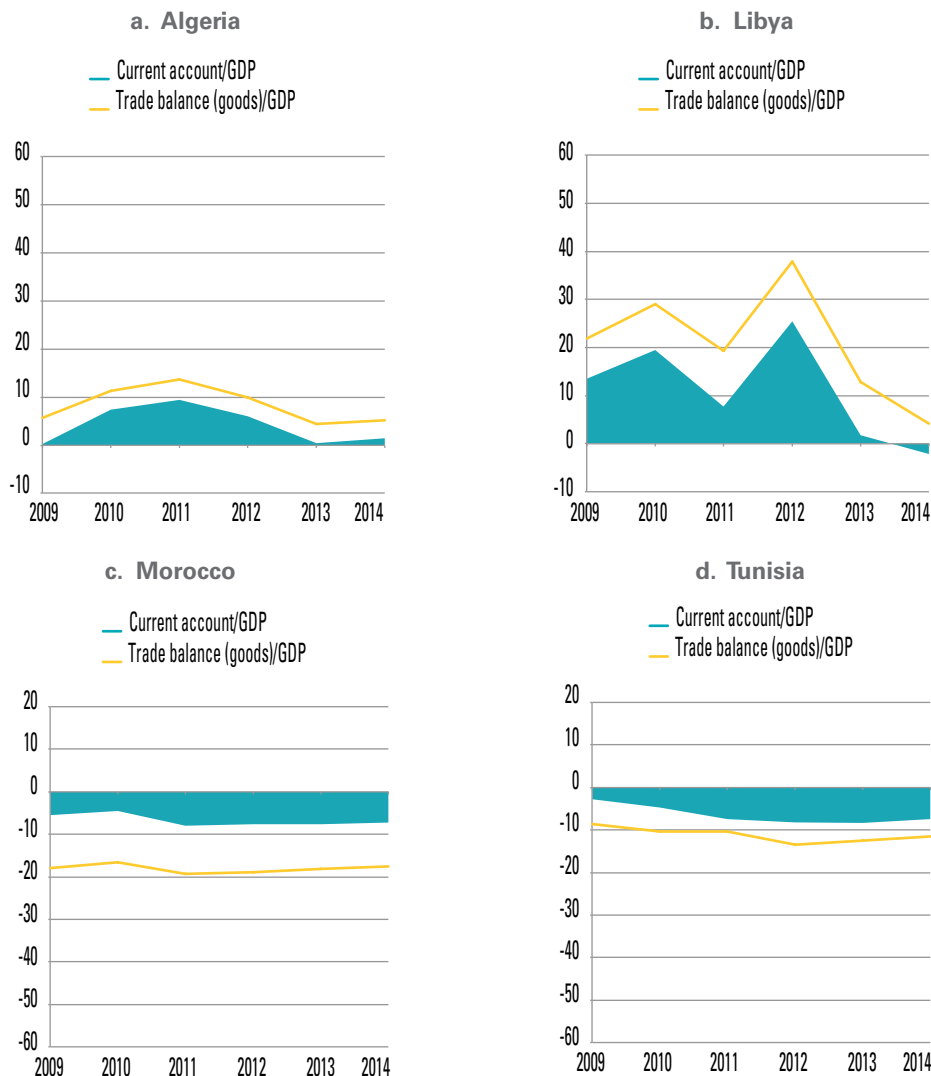 a. Algeria
Current account/GDP
Trade balance (goods)/GDP
60
50
40
30
20
10
0
-10
2009 2010 2011 2012 2013 2014
b. Libya
Current account/GDP
Trade balance (goods)/GDP
60
50
40
30
20
10
0
-10
2009 2010 2011 2012 2013 2014
c. Morocco
Current account/GDP
Trade balance (goods)/GDP
20
10
0
-10
-20
-30
-40
-50
-60
2009 2010 2011 2012 2013 2014
d. Tunisia
Current account/GDP
Trade balance (goods)/GDP
20
10
0
-10
-20
-30
-40
-50
-60
2009 2010 2011 2012 2013 2014